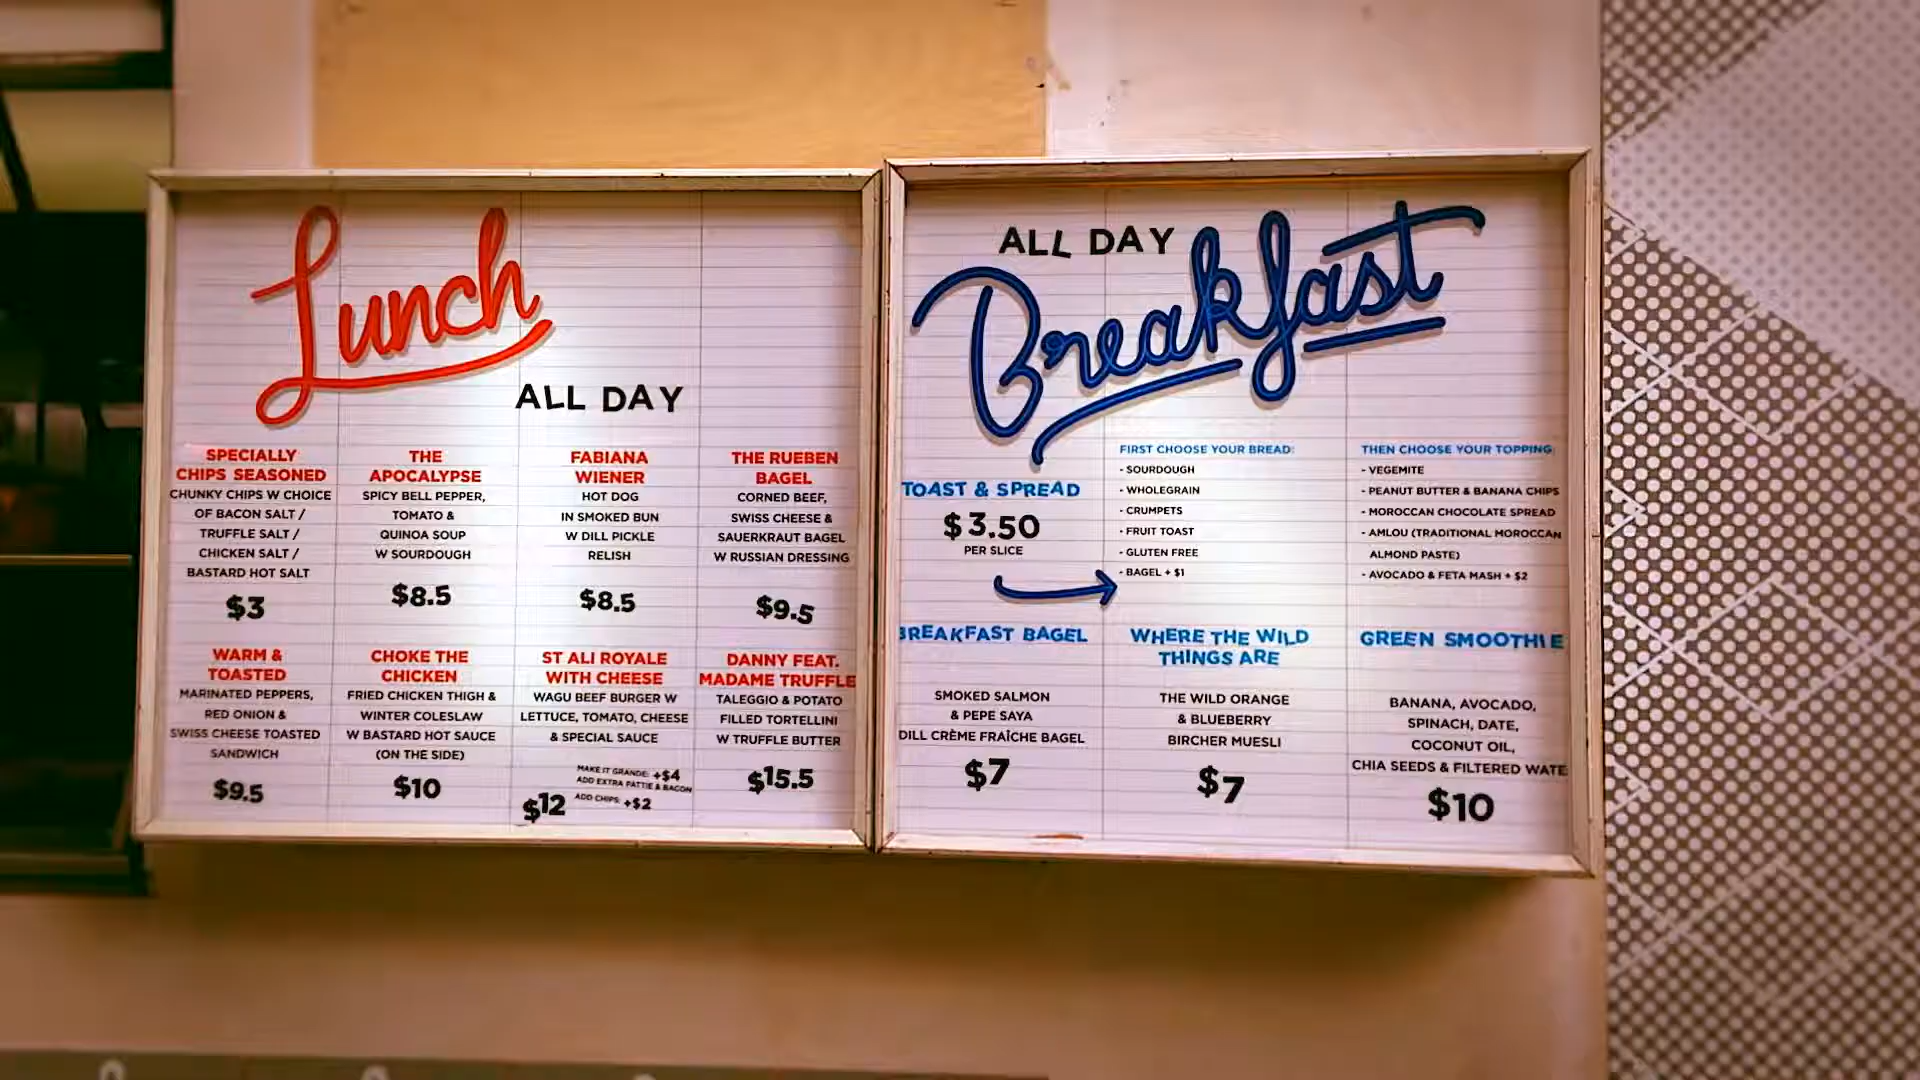 Lunch
ALL DAY
SPECIALLY
CHIPS SEASONED
CHUNKY CHIPS W CHOICE
OF BACON SALT /
TRUFFLE SALT /
CHICKEN SALT /
BASTARD HOT SALT
$3
THE
APOCALYPSE
SPICY BELL PEPPER,
TOMATO &
QUINOA SOUP
W SOURDOUGH
$8.5
FABIANA
WIENER
HOT DOG
IN SMOKED BUN
W DILL PICKLE
RELISH
$8.5
THE RUEBEN
BAGEL
CORNED BEEF,
SWISS CHEESE &
SAUERKRAUT BAGEL
W RUSSIAN DRESSING
$9.5
WARM &
TOASTED
MARINATED PEPPERS,
RED ONION &
SWISS CHEESE TOASTED
SANDWICH
$9.5
CHOKE THE
CHICKEN
FRIED CHICKEN THIGH &
WINTER COLESLAW
W BASTARD HOT SAUCE
(ON THE SIDE)
$10
ST ALI ROYALE
WITH CHEESE
WAGU BEEF BURGER W
LETTUCE, TOMATO, CHEESE
& SPECIAL SAUCE
$12
MAKE IT GRANDE: +$4
ADD EXTRA PATTIE & BACON
ADD CHIPS: +$2
DANNY FEAT.
MADAME TRUFFLE
TALEGGIO & POTATO
FILLED TORTELLINI
W TRUFFLE BUTTER
$15.5
ALL DAY
Breakfast
TOAST & SPREAD
$3.50
PER SLICE
FIRST CHOOSE YOUR BREAD:
- SOURDOUGH
- WHOLEGRAIN
- CRUMPETS
- FRUIT TOAST
- GLUTEN FREE
- BAGEL + $1
THEN CHOOSE YOUR TOPPING:
- VEGEMITE
- PEANUT BUTTER & BANANA CHIPS
- MOROCCAN CHOCOLATE SPREAD
- AMLOU (TRADITIONAL MOROCCAN
ALMOND PASTE)
- AVOCADO & FETA MASH + $2
BREAKFAST BAGEL
SMOKED SALMON
& PEPE SAYA
DILL CRÈME FRAÎCHE BAGEL
$7
WHERE THE WILD
THINGS ARE
THE WILD ORANGE
& BLUEBERRY
BIRCHER MUESLI
$7
GREEN SMOOTHIE
BANANA, AVOCADO,
SPINACH, DATE,
COCONUT OIL,
CHIA SEEDS & FILTERED WATE
$10